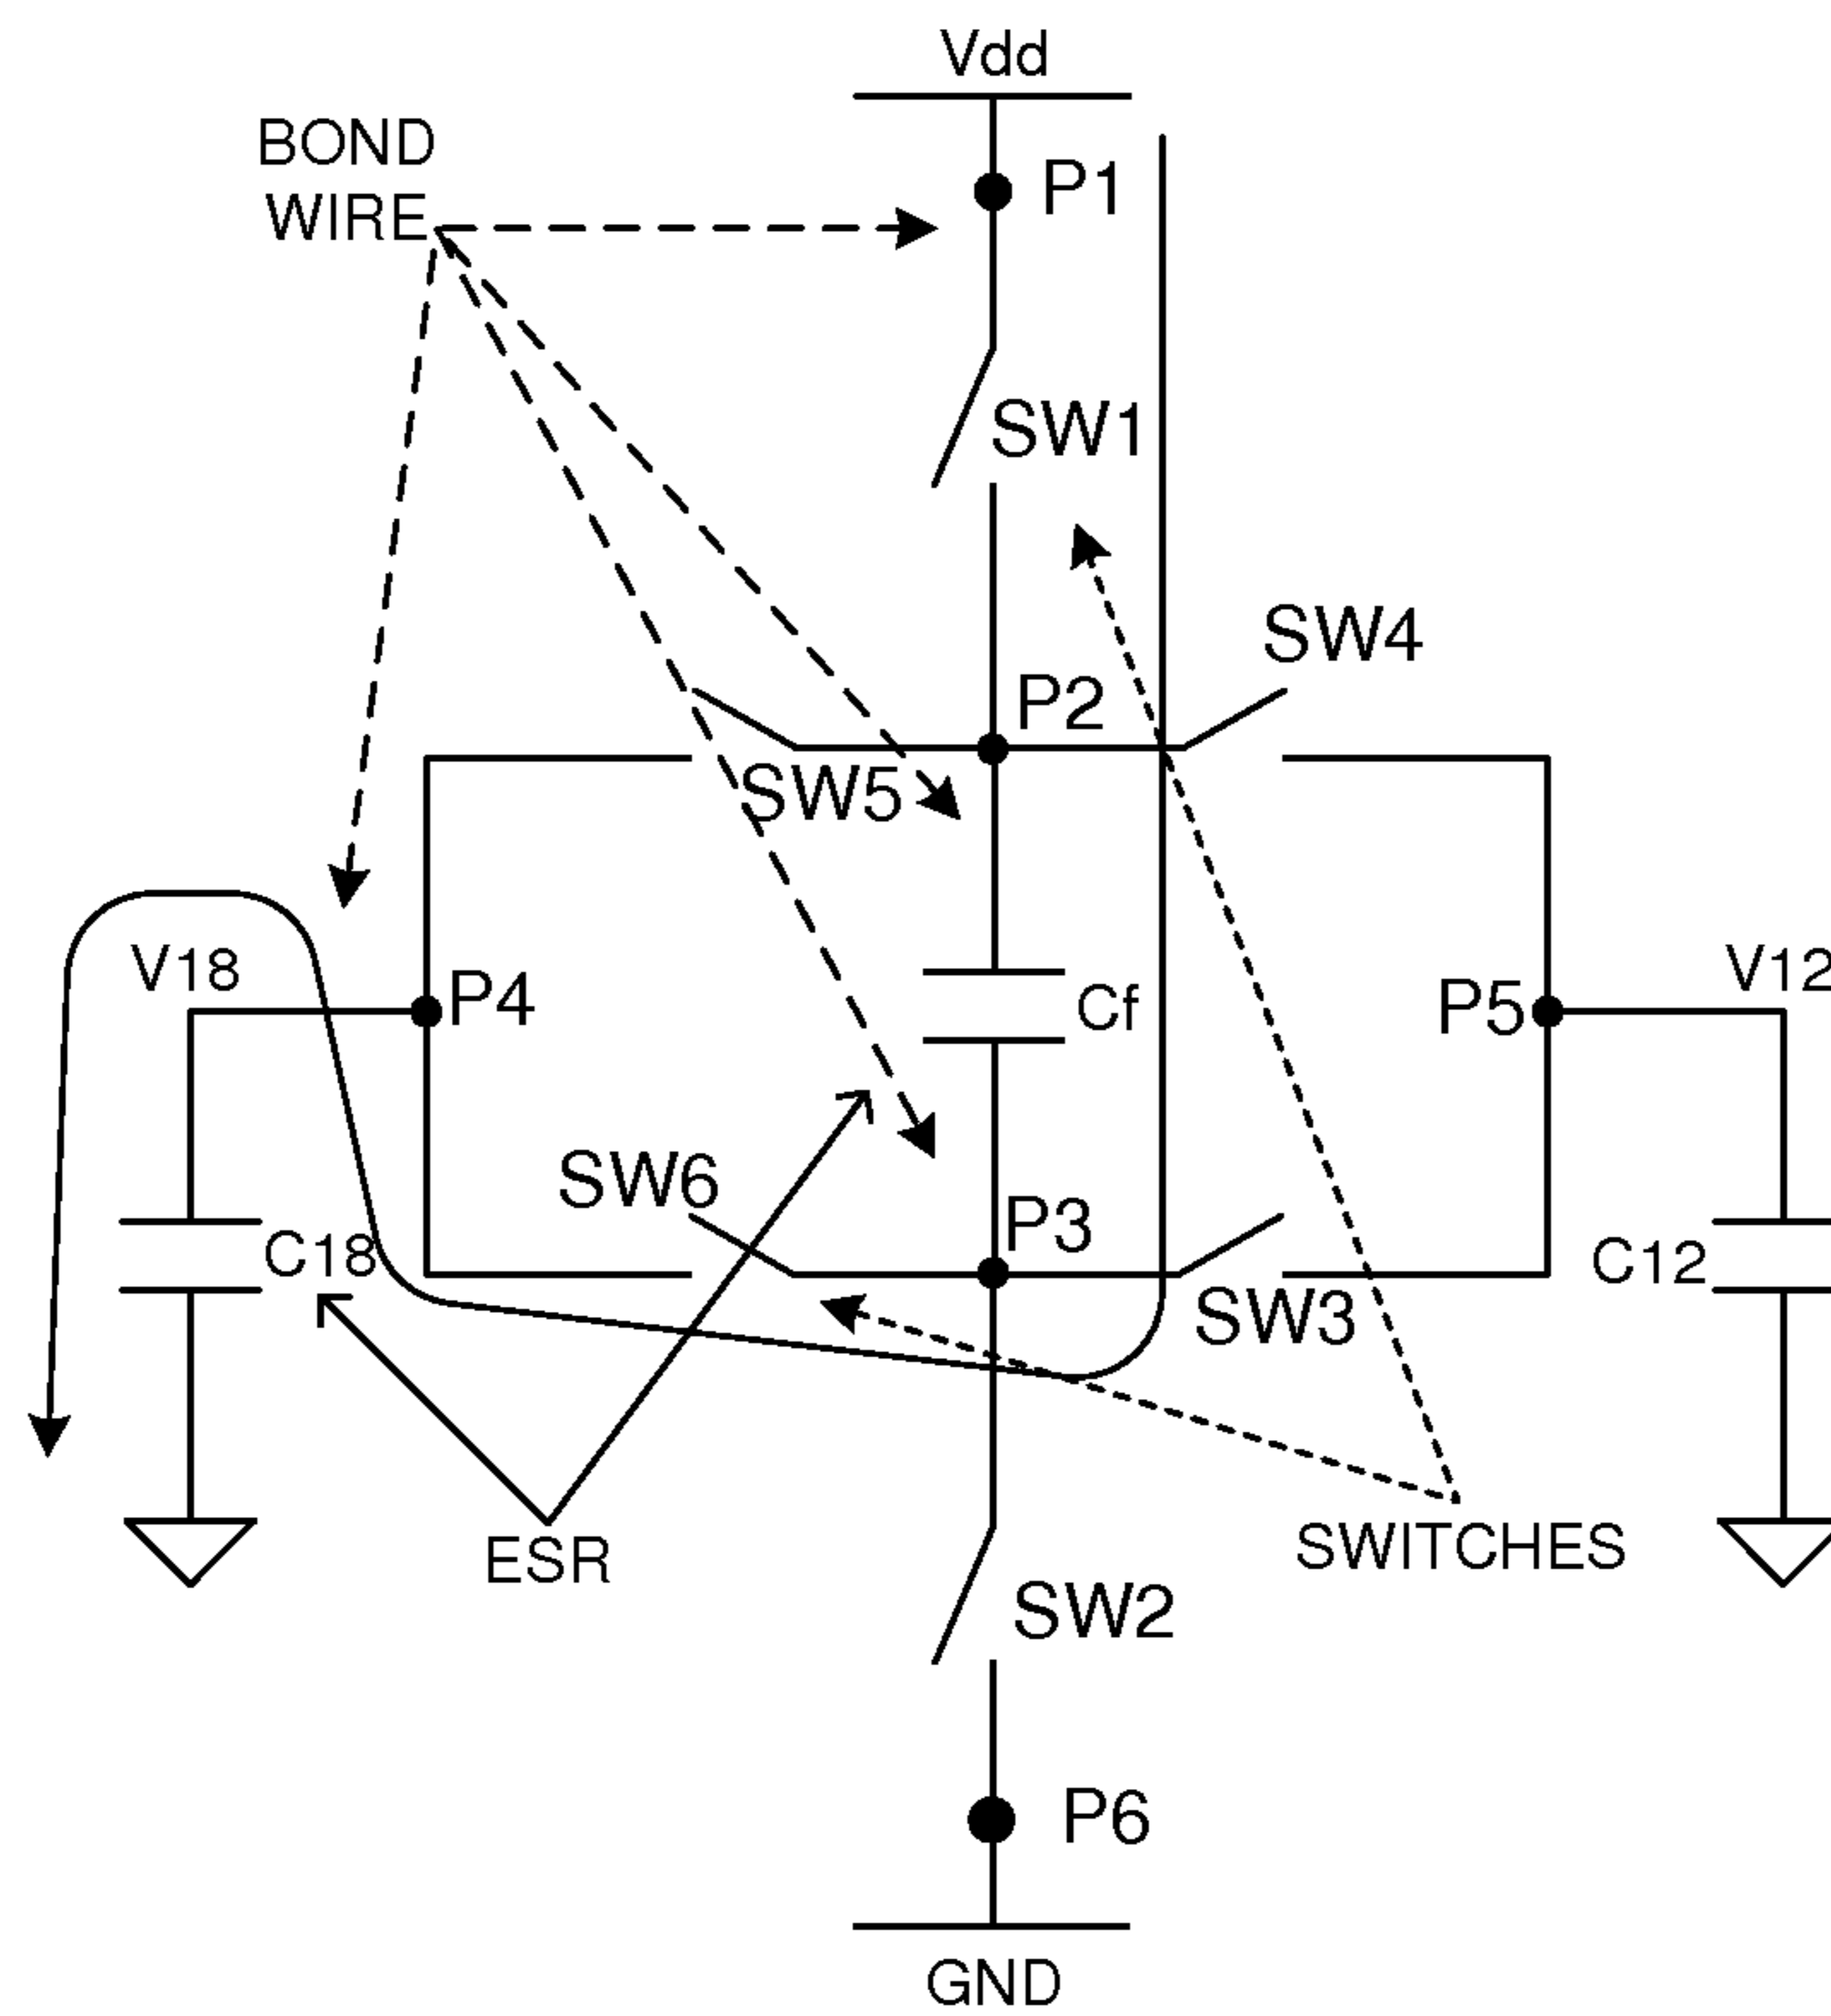 Vdd
BOND
WIRE
P1
SW1
SW4
P2
SW5
V18
P4
Cf
P5
V12
SW6
P3
C18
C12
SW3
ESR
SWITCHES
SW2
P6
GND